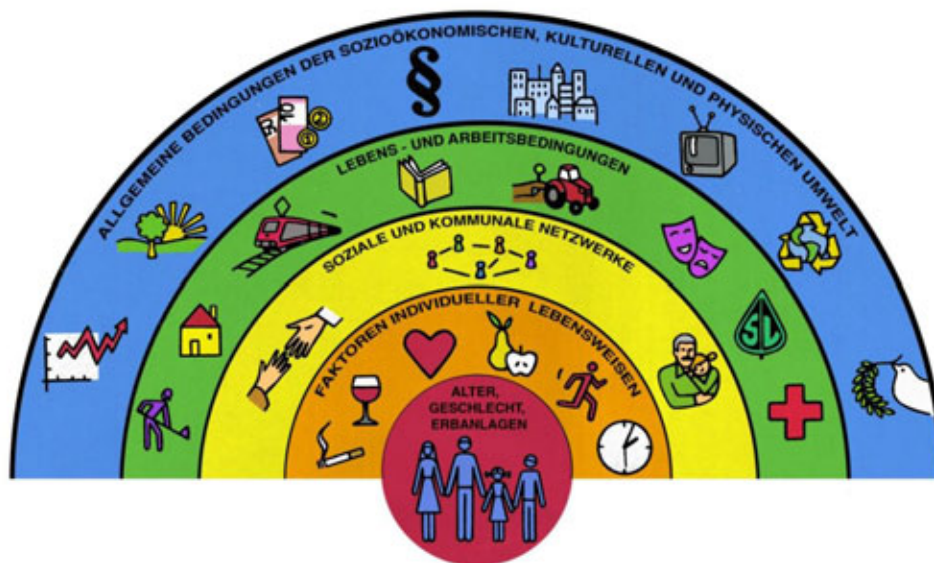 ALLGEMEINE BEDINGUNGEN DER SOZIOÖKONOMISCHEN, KULTURELLEN UND PHYSISCHEN UMWELT
§
LEBENS- UND ARBEITSBEDINGUNGEN
SOZIALE UND KOMMUNALE NETZWERKE
FAKTOREN INDIVIDUELLER LEBENSWEISEN
ALTER,
GESCHLECHT,
ERBANLAGEN